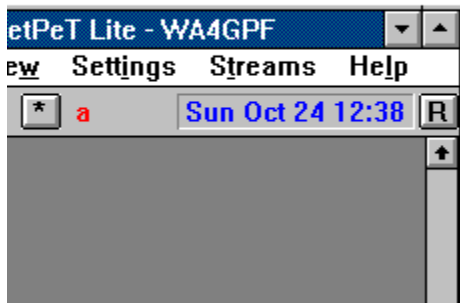 etPeT Lite - WA4GPF
ew Settings Streams Help
* a Sun Oct 24 12:38 R